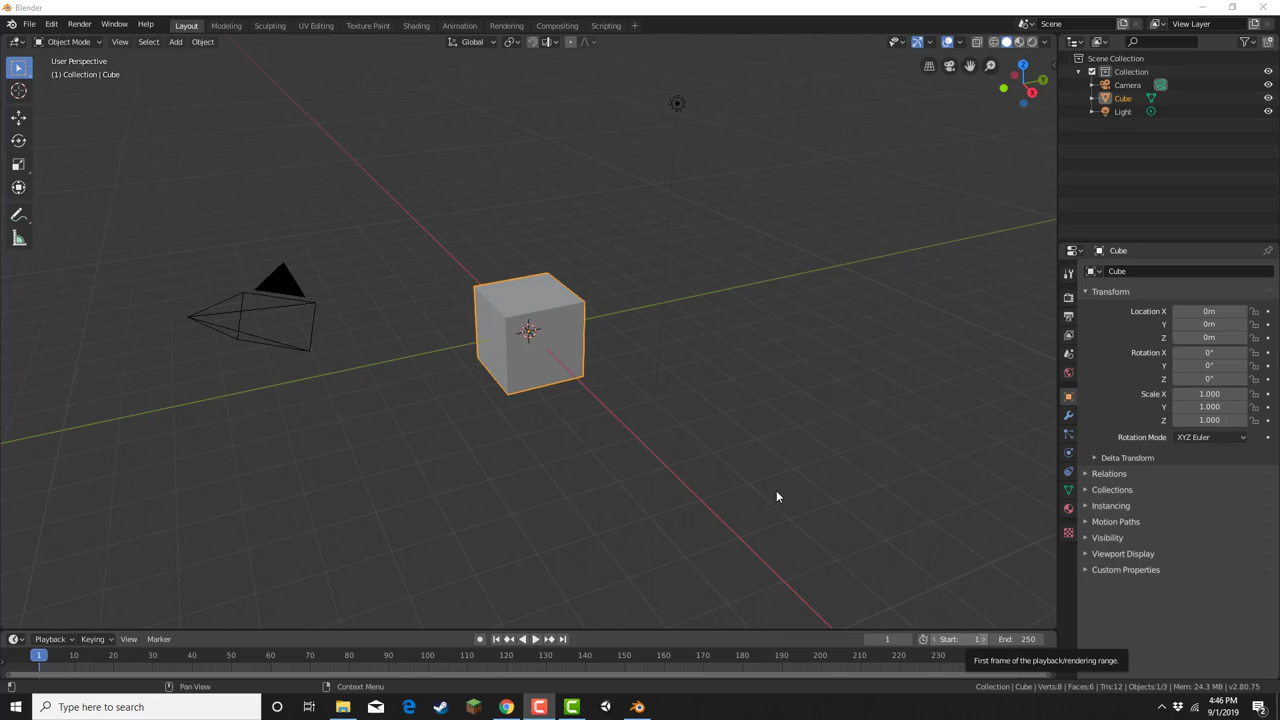 Blender
File Edit Render Window Help Layout Modeling Sculpting UV Editing Texture Paint Shading Animation Rendering Compositing Scripting + Scene View Layer
Object Mode View Select Add Object Global
User Perspective
(1) Collection | Cube
Z
Y
X
Scene Collection
Collection
Camera
Cube
Light
Cube
Cube
Transform
Location X 0m
Y 0m
Z 0m
Rotation X 0°
Y 0°
Z 0°
Scale X 1.000
Y 1.000
Z 1.000
Rotation Mode XYZ Euler
Delta Transform
Relations
Collections
Instancing
Motion Paths
Visibility
Viewport Display
Custom Properties
Playback Keying View Marker 1 Start: 1 End: 250
1 10 20 30 40 50 60 70 80 90 100 110 120 130 140 150 160 170 180 190 200 210 220 230
First frame of the playback/rendering range.
Pan View Context Menu Collection | Cube | Verts:8 | Faces:6 | Tris:12 | Objects:1/3 | Mem: 24.3 MB | v2.80.75
Type here to search
4:46 PM
9/1/2019
2